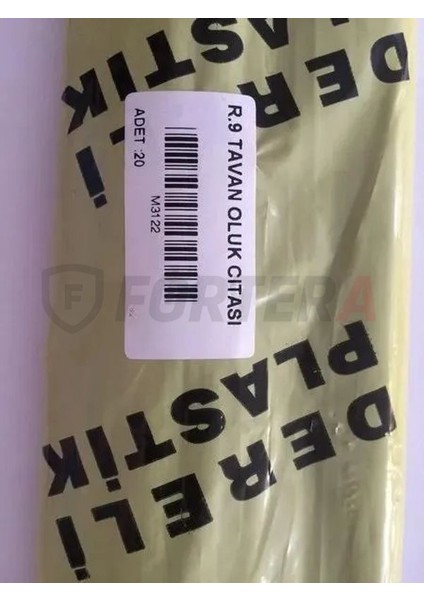 DERELİ
PLASTİK
R.9 TAVAN OLUK CITASI
M3122
ADET :20
FORTERA
DERELİ
PLASTİK